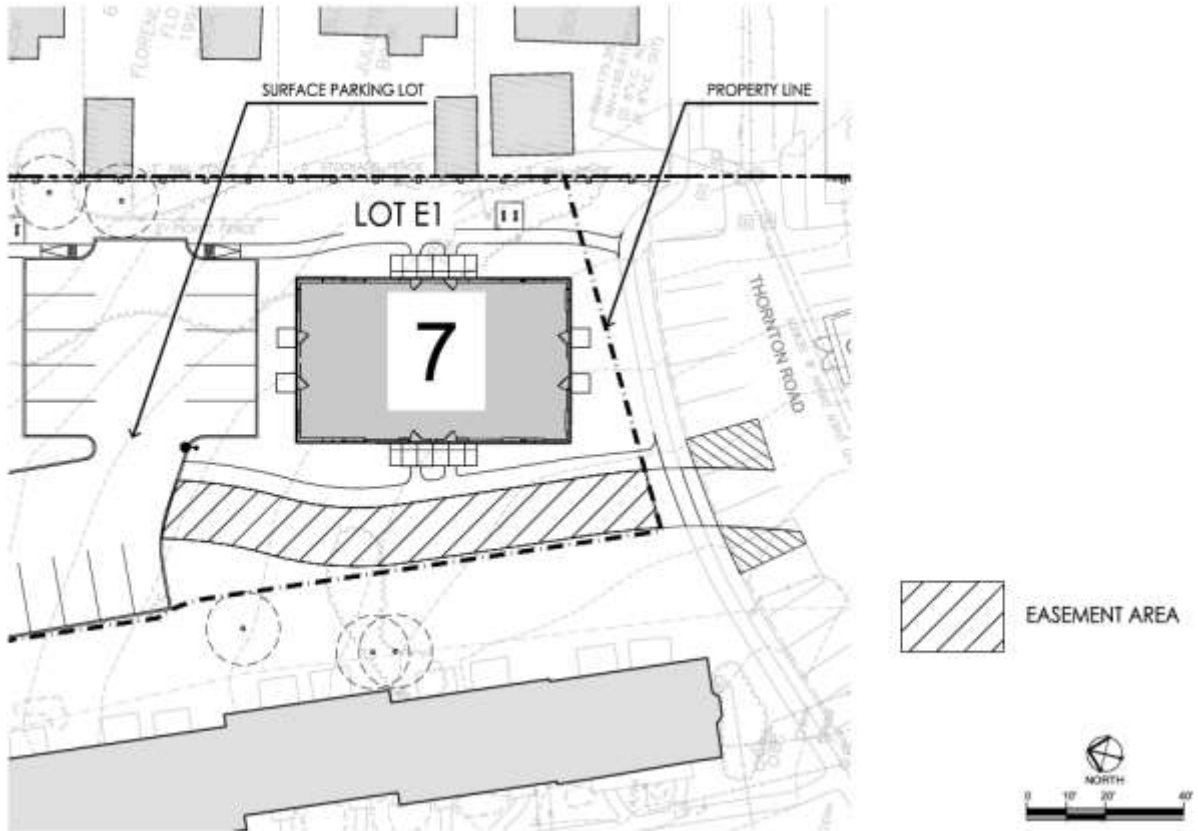 SURFACE PARKING LOT
PROPERTY LINE
LOT E1
7
THORNTON ROAD
EASEMENT AREA
NORTH
0 10' 20' 40'